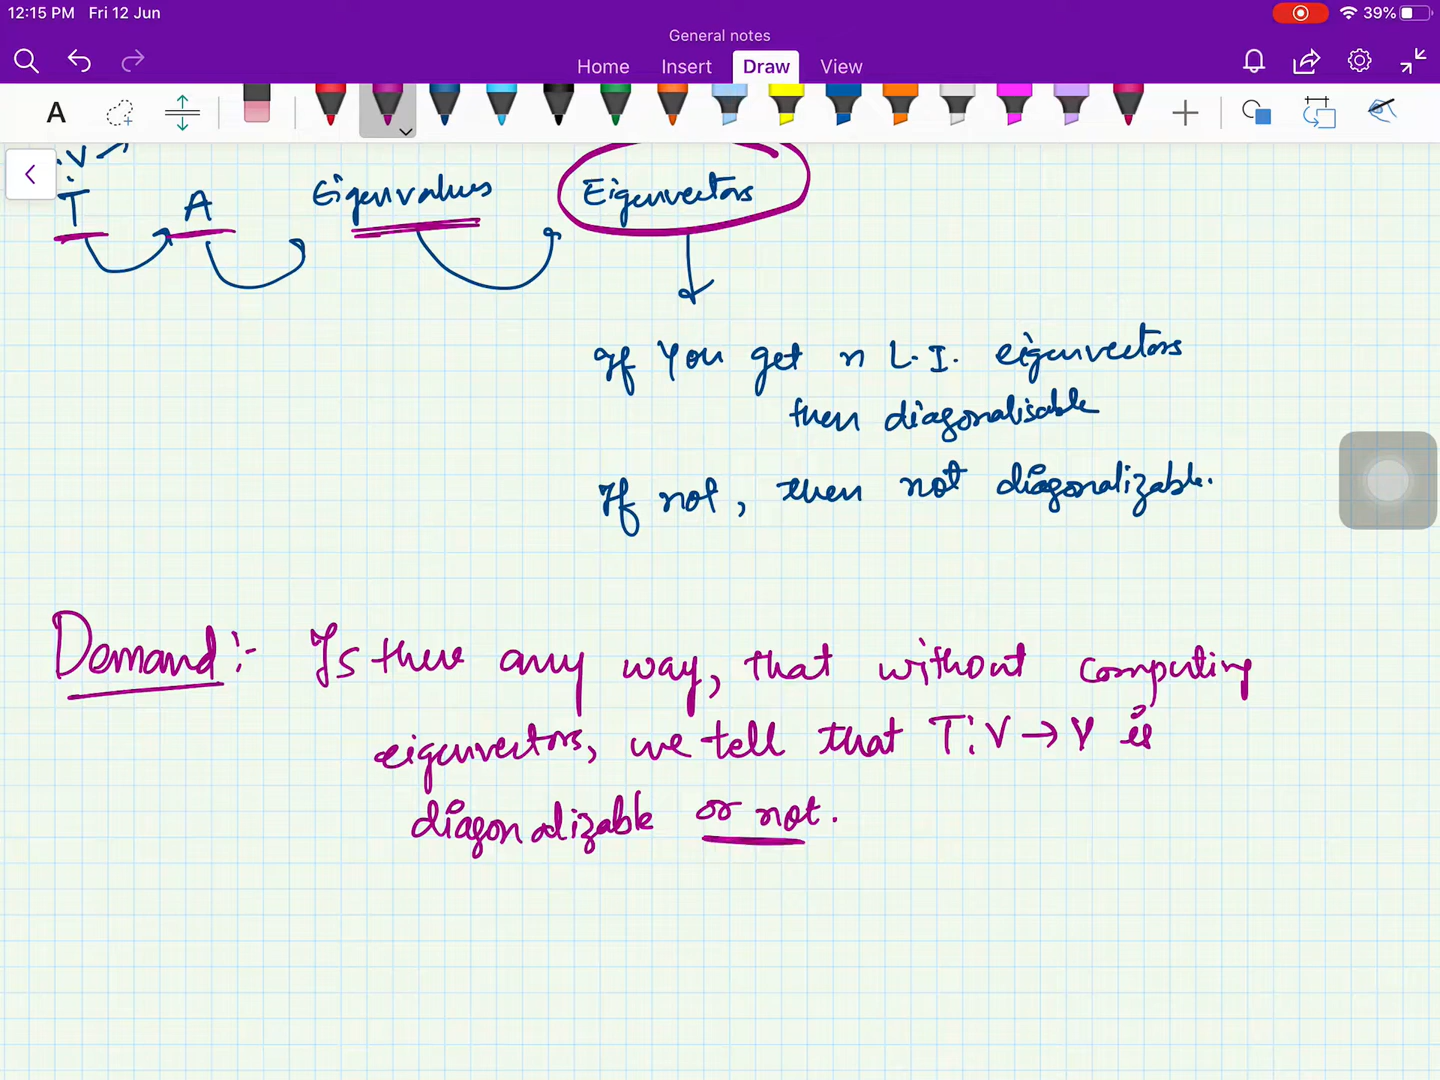 12:15 PM Fri 12 Jun
39%
General notes
Home Insert Draw View
A
:V →
T A Eigenvalues Eigenvectors
If You get n L.I. eigenvectors
then diagonalisable
If not, then not diagonalizable.
Demand:- Is there any way, that without computing
eigenvectors, we tell that T:V→V is
diagonalizable or not.